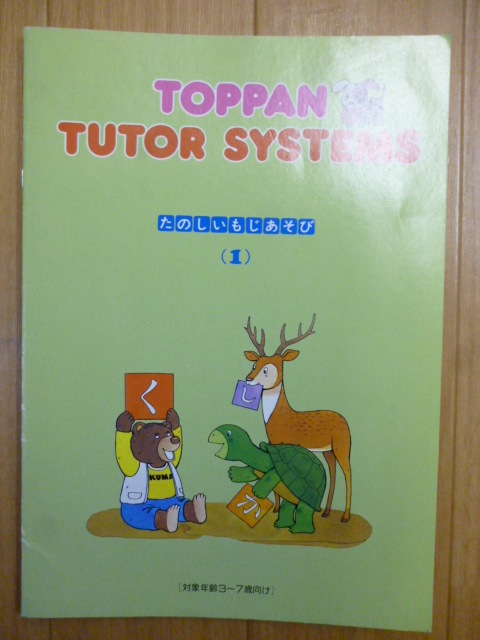 TOPPAN
TUTOR SYSTEMS
たのしいもじあそび
(1)
く
し
KUMA
か
[対象年齢3〜7歳向け]